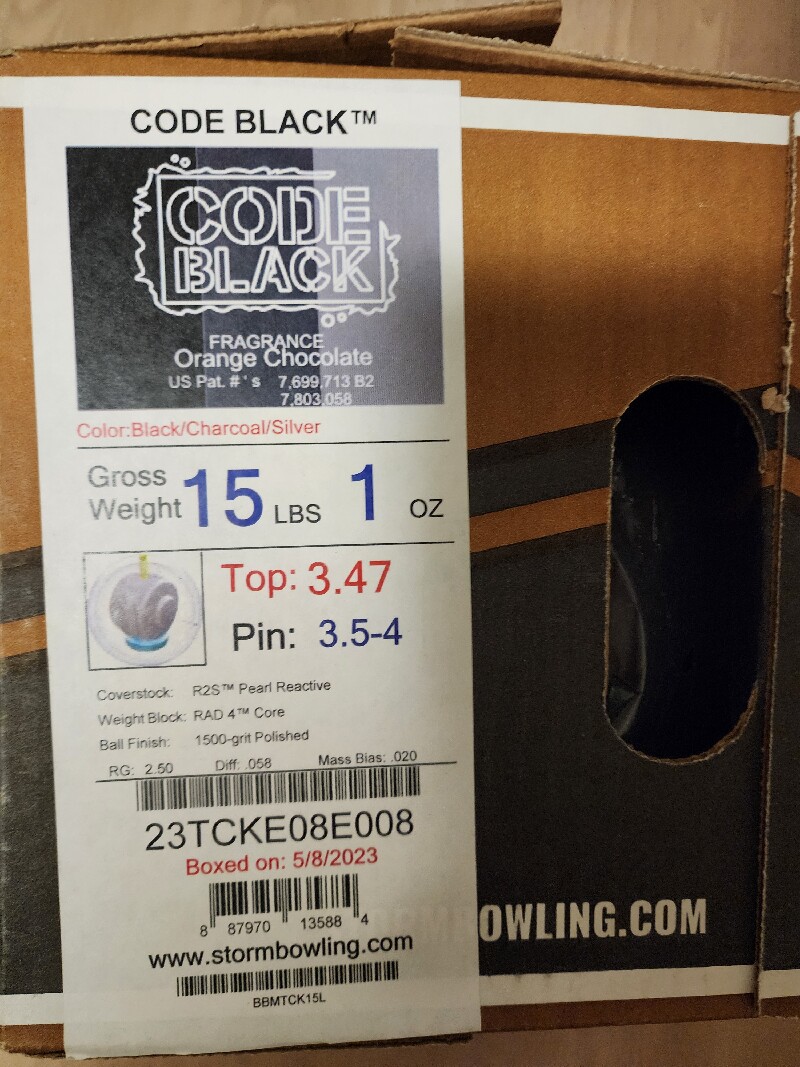 CODE BLACK™
CODE
BLACK
FRAGRANCE
Orange Chocolate
US Pat. #'s 7,699,713 B2
7,803,058
Color:Black/Charcoal/Silver
Gross Weight 15 LBS 1 OZ
Top: 3.47
Pin: 3.5-4
Coverstock: R2S™ Pearl Reactive
Weight Block: RAD 4™ Core
Ball Finish: 1500-grit Polished
RG: 2.50 Diff: .058 Mass Bias: .020
23TCKE08E008
Boxed on: 5/8/2023
8 87970 13588 4
www.stormbowling.com
BBMTCK15L
OWLING.COM